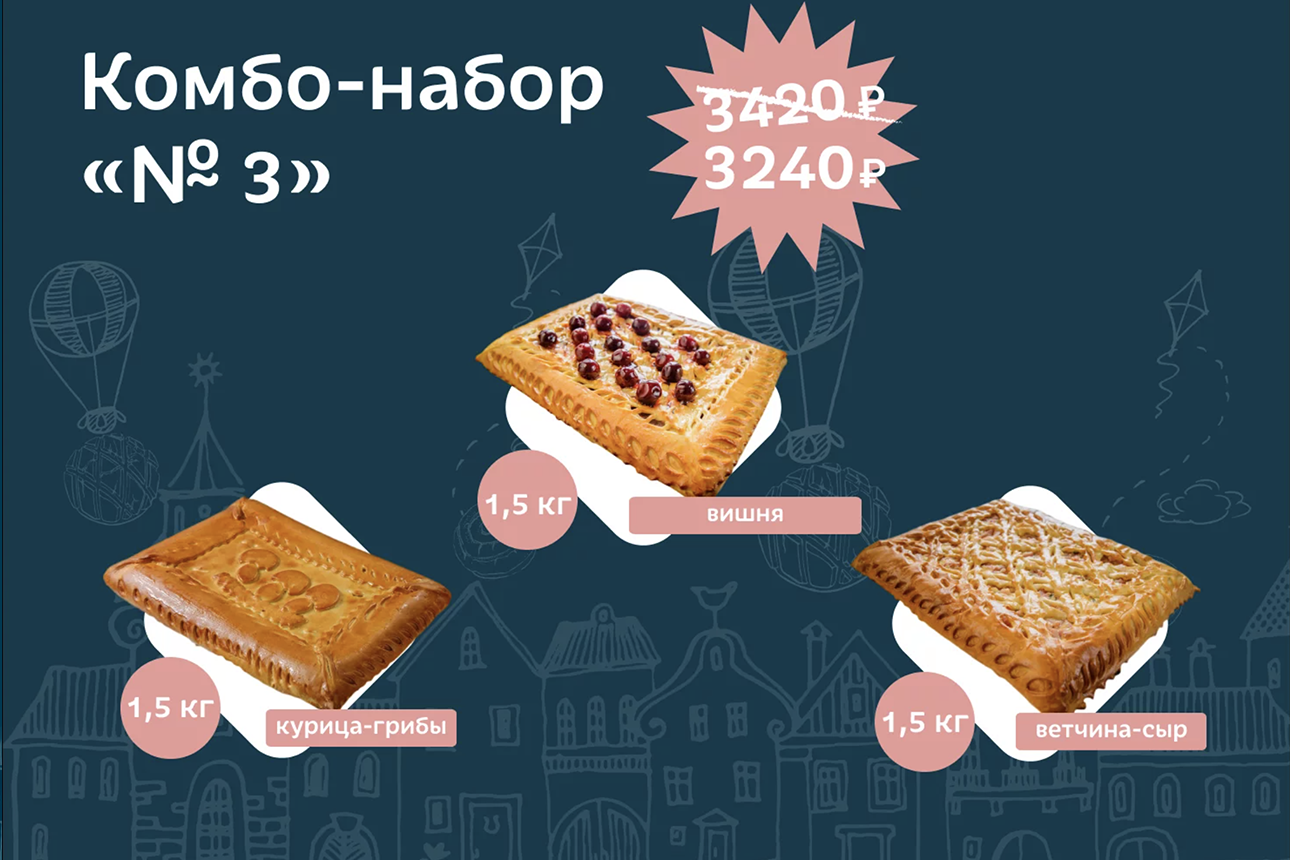 Комбо-набор
«№ 3»
3420 ₽
3240 ₽
1,5 кг
вишня
1,5 кг
курица-грибы
1,5 кг
ветчина-сыр